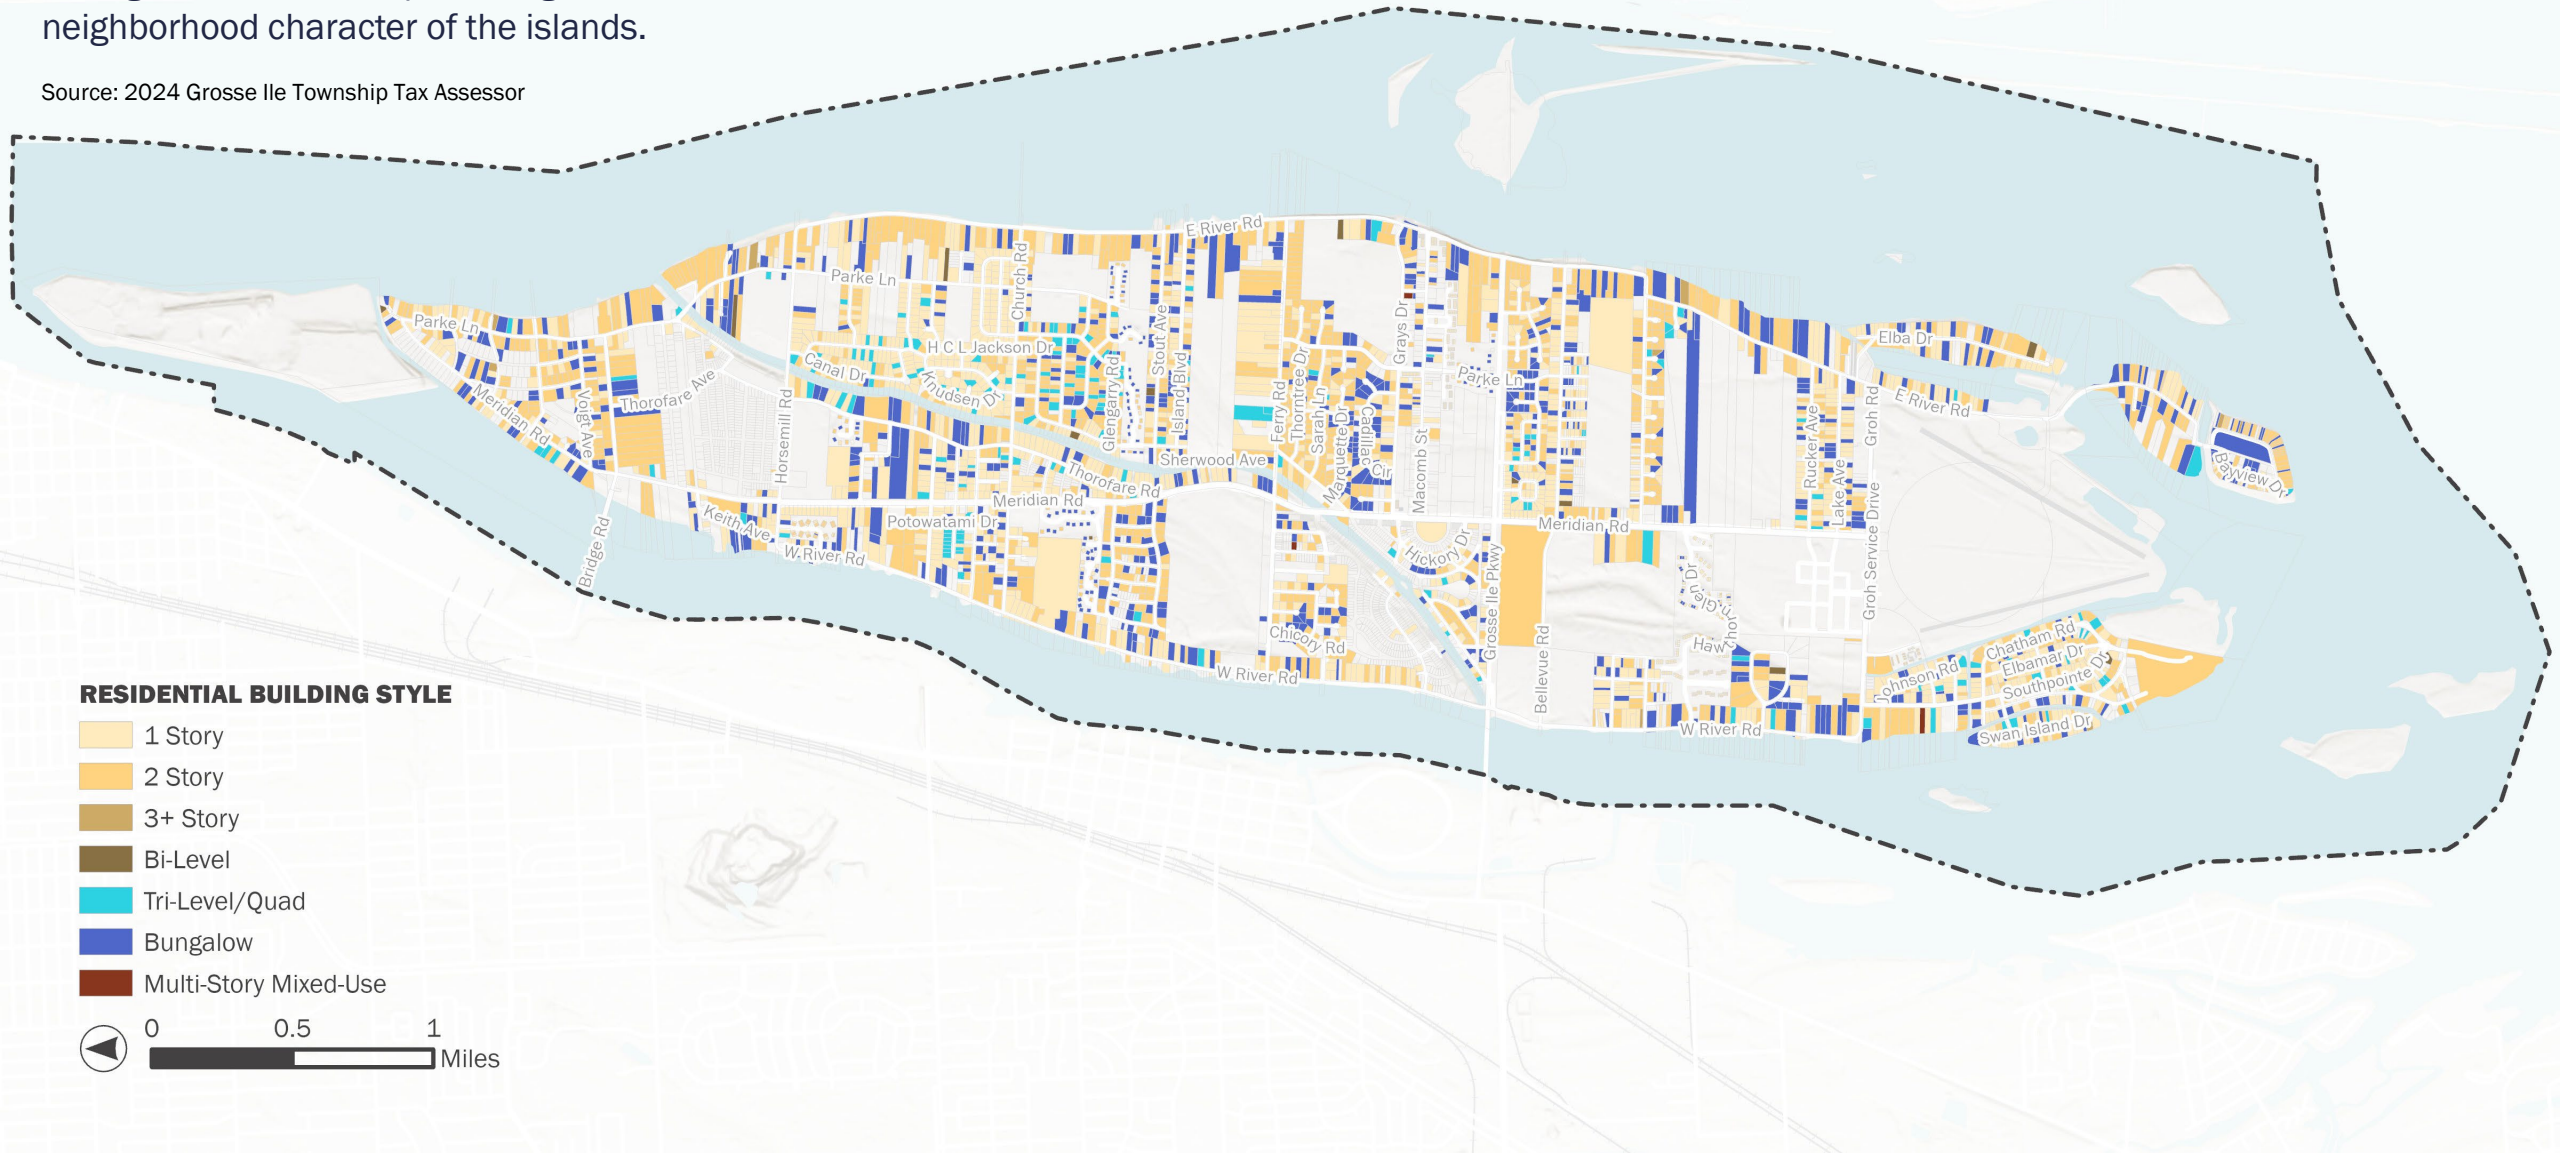 neighborhood character of the islands.
Source: 2024 Grosse Ile Township Tax Assessor
E River Rd
Parke Ln
Church Rd
Parke Ln
Stout Ave
Grays Dr
Elba Dr
H C L Jackson Dr
Canal Dr
Knudsen Dr
Glengarry Rd
Island Blvd
Ferry Rd
Thorntree Dr
Sarah Ln
Marquette Dr
Cadillac Cir
Parke Ln
Thorofare Ave
Voigt Ave
Meridian Rd
Horsemill Rd
Macomb St
Rucker Ave
Groh Rd
E River Rd
Sherwood Ave
Thorofare Rd
Lake Ave
Bayview Dr
Meridian Rd
Keith Ave
Potowatami Dr
Meridian Rd
W River Rd
Bridge Rd
Hickory Dr
Grosse Ile Pkwy
Groh Service Drive
Chicory Rd
Bellevue Rd
Chatham Rd
Elbamar Dr
Johnson Rd
Southpointe Dr
W River Rd
W River Rd
Swan Island Dr
RESIDENTIAL BUILDING STYLE
1 Story
2 Story
3+ Story
Bi-Level
Tri-Level/Quad
Bungalow
Multi-Story Mixed-Use
0 0.5 1
Miles